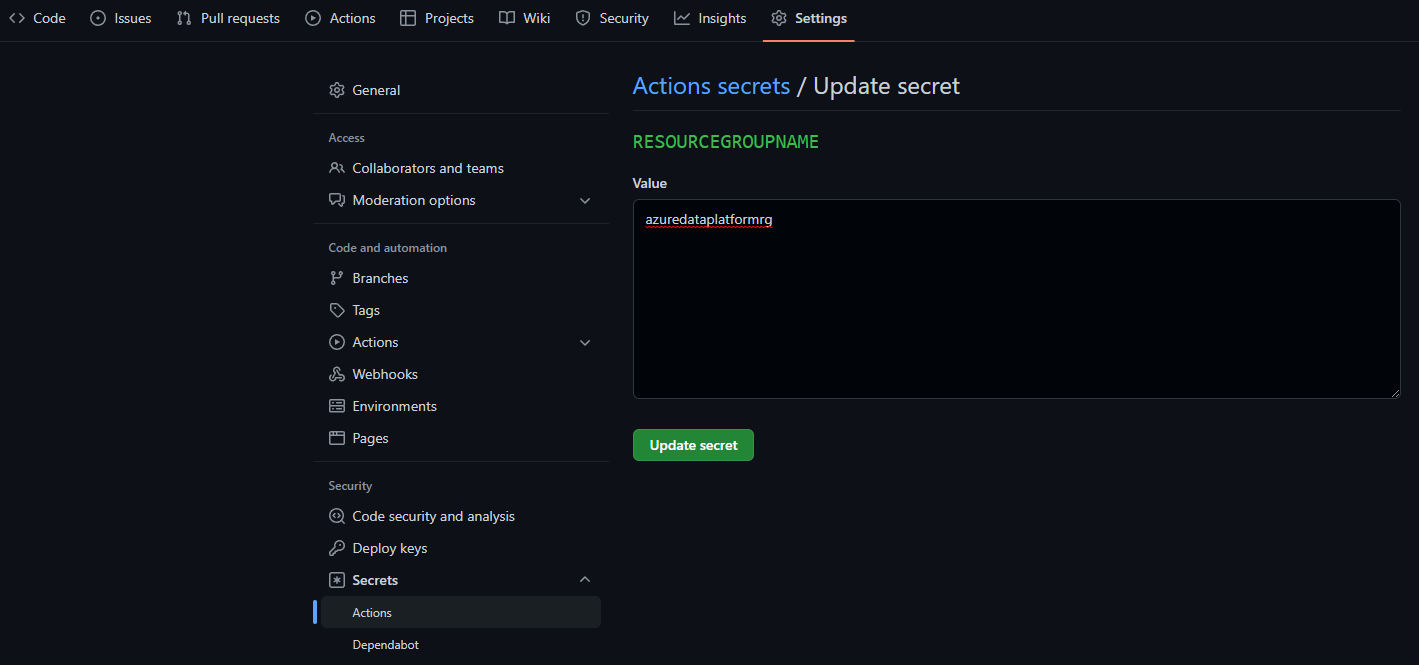 Code Issues Pull requests Actions Projects Wiki Security Insights Settings
General
Access
Collaborators and teams
Moderation options
Code and automation
Branches
Tags
Actions
Webhooks
Environments
Pages
Security
Code security and analysis
Deploy keys
Secrets
Actions
Dependabot
Actions secrets / Update secret
RESOURCEGROUPNAME
Value
azuredataplatformrg
Update secret